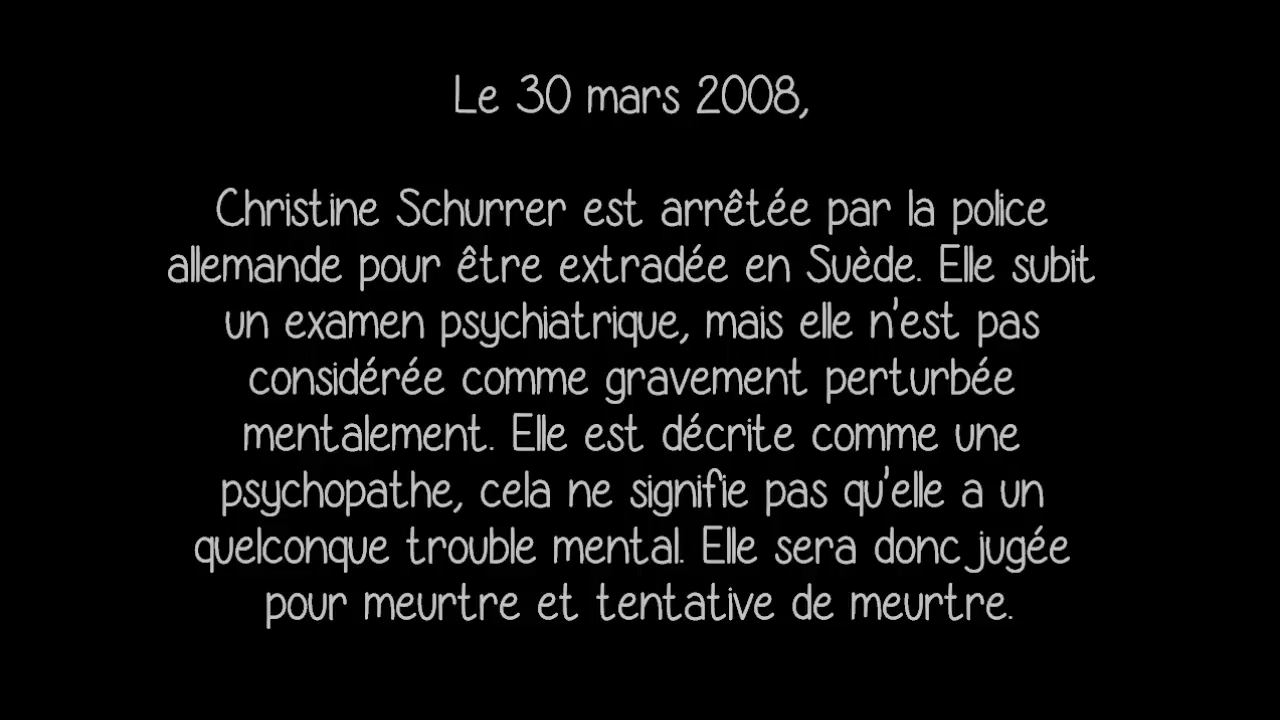 Le 30 mars 2008,
Christine Schurrer est arrêtée par la police
allemande pour être extradée en Suède. Elle subit
un examen psychiatrique, mais elle n'est pas
considérée comme gravement perturbée
mentalement. Elle est décrite comme une
psychopathe, cela ne signifie pas qu'elle a un
quelconque trouble mental. Elle sera donc jugée
pour meurtre et tentative de meurtre.